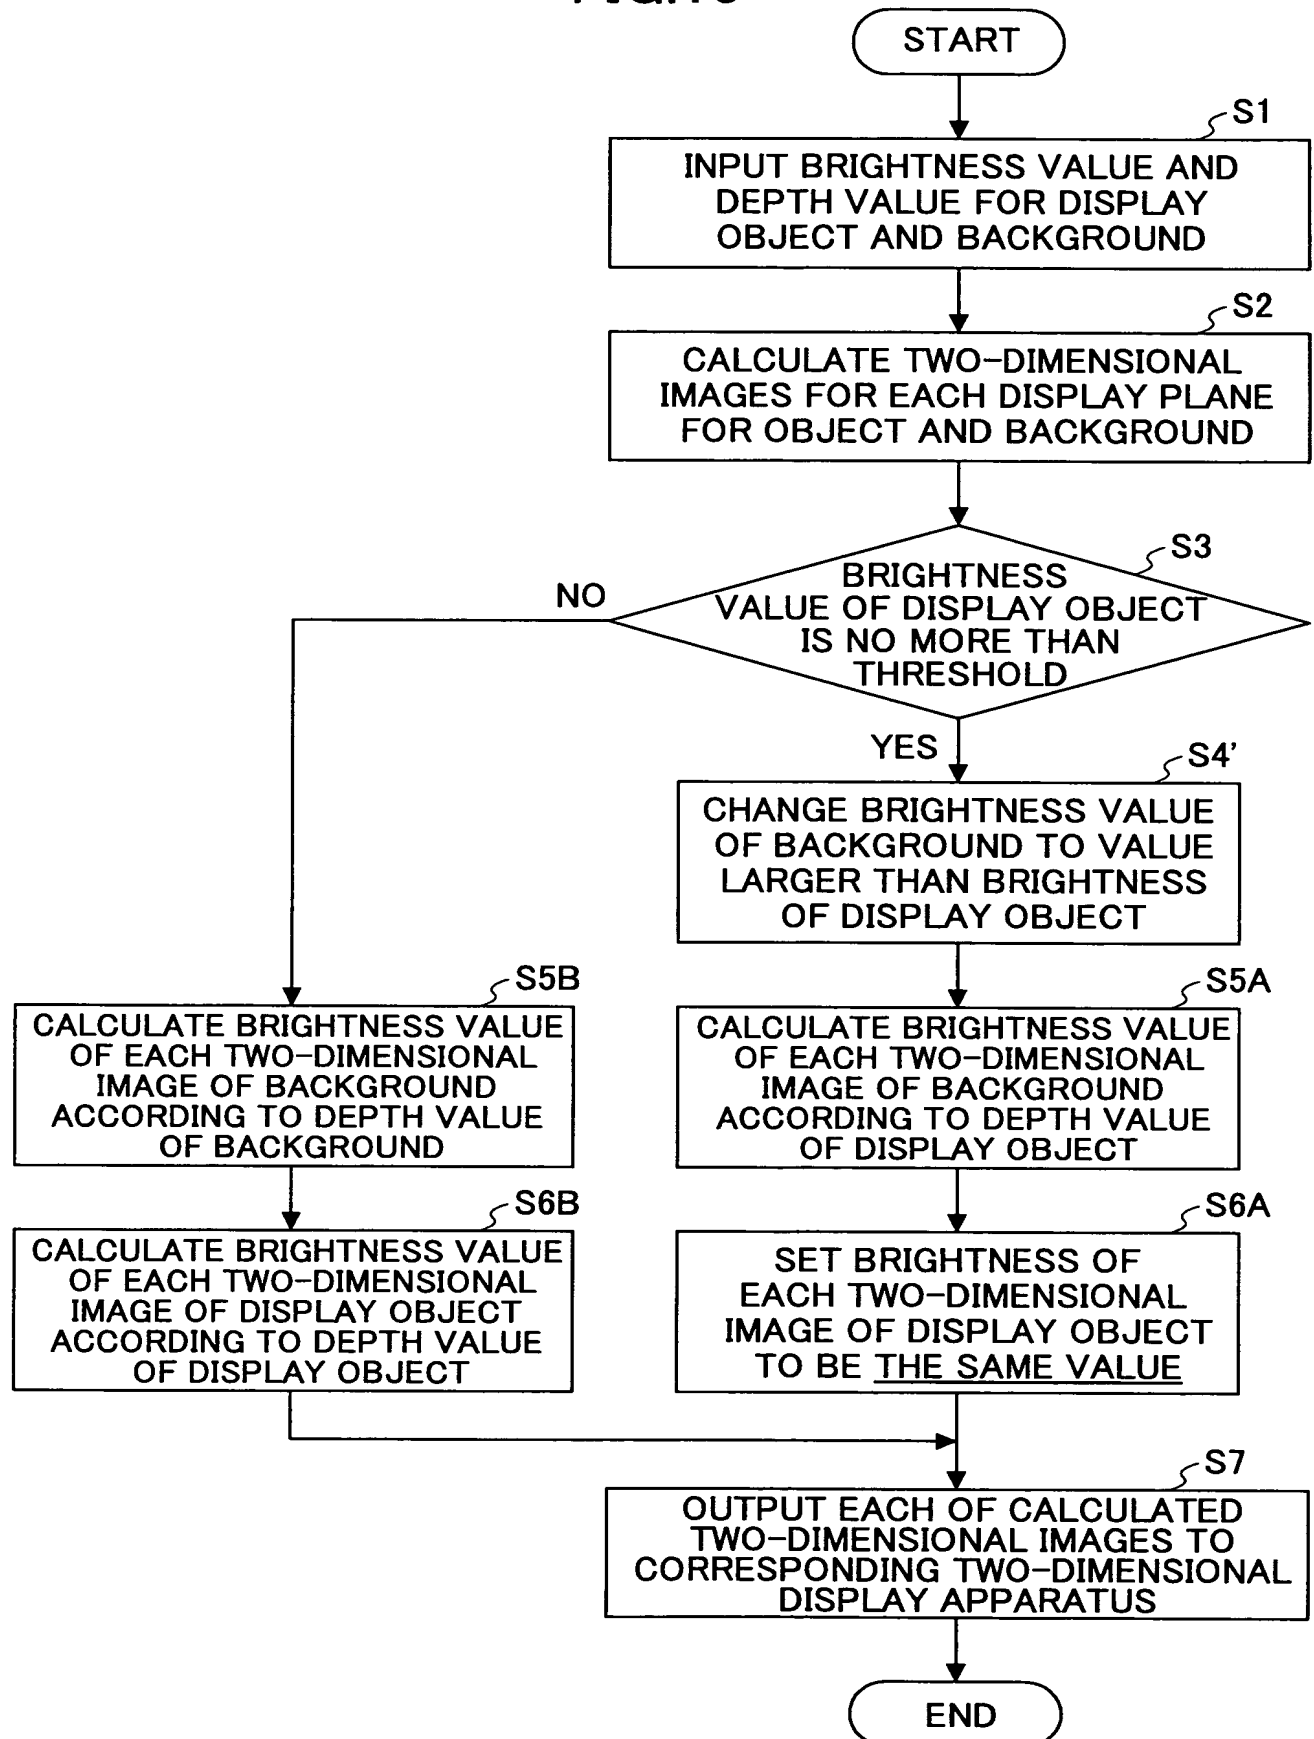 START
S1
INPUT BRIGHTNESS VALUE AND
DEPTH VALUE FOR DISPLAY
OBJECT AND BACKGROUND
S2
CALCULATE TWO-DIMENSIONAL
IMAGES FOR EACH DISPLAY PLANE
FOR OBJECT AND BACKGROUND
S3
BRIGHTNESS
VALUE OF DISPLAY OBJECT
IS NO MORE THAN
THRESHOLD
NO
YES
S4'
CHANGE BRIGHTNESS VALUE
OF BACKGROUND TO VALUE
LARGER THAN BRIGHTNESS
OF DISPLAY OBJECT
S5B
CALCULATE BRIGHTNESS VALUE
OF EACH TWO-DIMENSIONAL
IMAGE OF BACKGROUND
ACCORDING TO DEPTH VALUE
OF BACKGROUND
S5A
CALCULATE BRIGHTNESS VALUE
OF EACH TWO-DIMENSIONAL
IMAGE OF BACKGROUND
ACCORDING TO DEPTH VALUE
OF DISPLAY OBJECT
S6B
CALCULATE BRIGHTNESS VALUE
OF EACH TWO-DIMENSIONAL
IMAGE OF DISPLAY OBJECT
ACCORDING TO DEPTH VALUE
OF DISPLAY OBJECT
S6A
SET BRIGHTNESS OF
EACH TWO-DIMENSIONAL
IMAGE OF DISPLAY OBJECT
TO BE THE SAME VALUE
S7
OUTPUT EACH OF CALCULATED
TWO-DIMENSIONAL IMAGES TO
CORRESPONDING TWO-DIMENSIONAL
DISPLAY APPARATUS
END